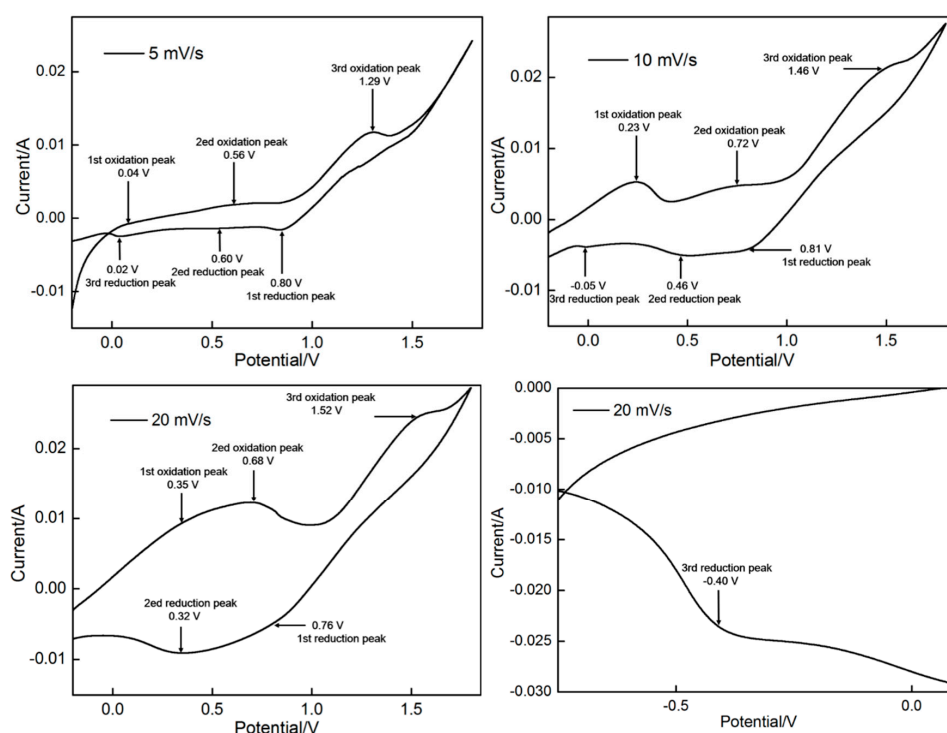 5 mV/s
3rd oxidation peak
1.29 V
2ed oxidation peak
0.56 V
1st oxidation peak
0.04 V
0.02 V
3rd reduction peak
0.60 V
2ed reduction peak
0.80 V
1st reduction peak
0.02
0.01
0.00
-0.01
Current/A
0.0 0.5 1.0 1.5
Potential/V
10 mV/s
3rd oxidation peak
1.46 V
1st oxidation peak
0.23 V
2ed oxidation peak
0.72 V
0.81 V
1st reduction peak
-0.05 V
3rd reduction peak
0.46 V
2ed reduction peak
0.02
0.01
0.00
-0.01
Current/A
0.0 0.5 1.0 1.5
Potential/V
20 mV/s
3rd oxidation peak
1.52 V
2ed oxidation peak
0.68 V
1st oxidation peak
0.35 V
2ed reduction peak
0.32 V
0.76 V
1st reduction peak
0.02
0.01
0.00
-0.01
Current/A
0.0 0.5 1.0 1.5
Potential/V
20 mV/s
3rd reduction peak
-0.40 V
0.000
-0.005
-0.010
-0.015
-0.020
-0.025
-0.030
Current/A
-0.5 0.0
Potential/V